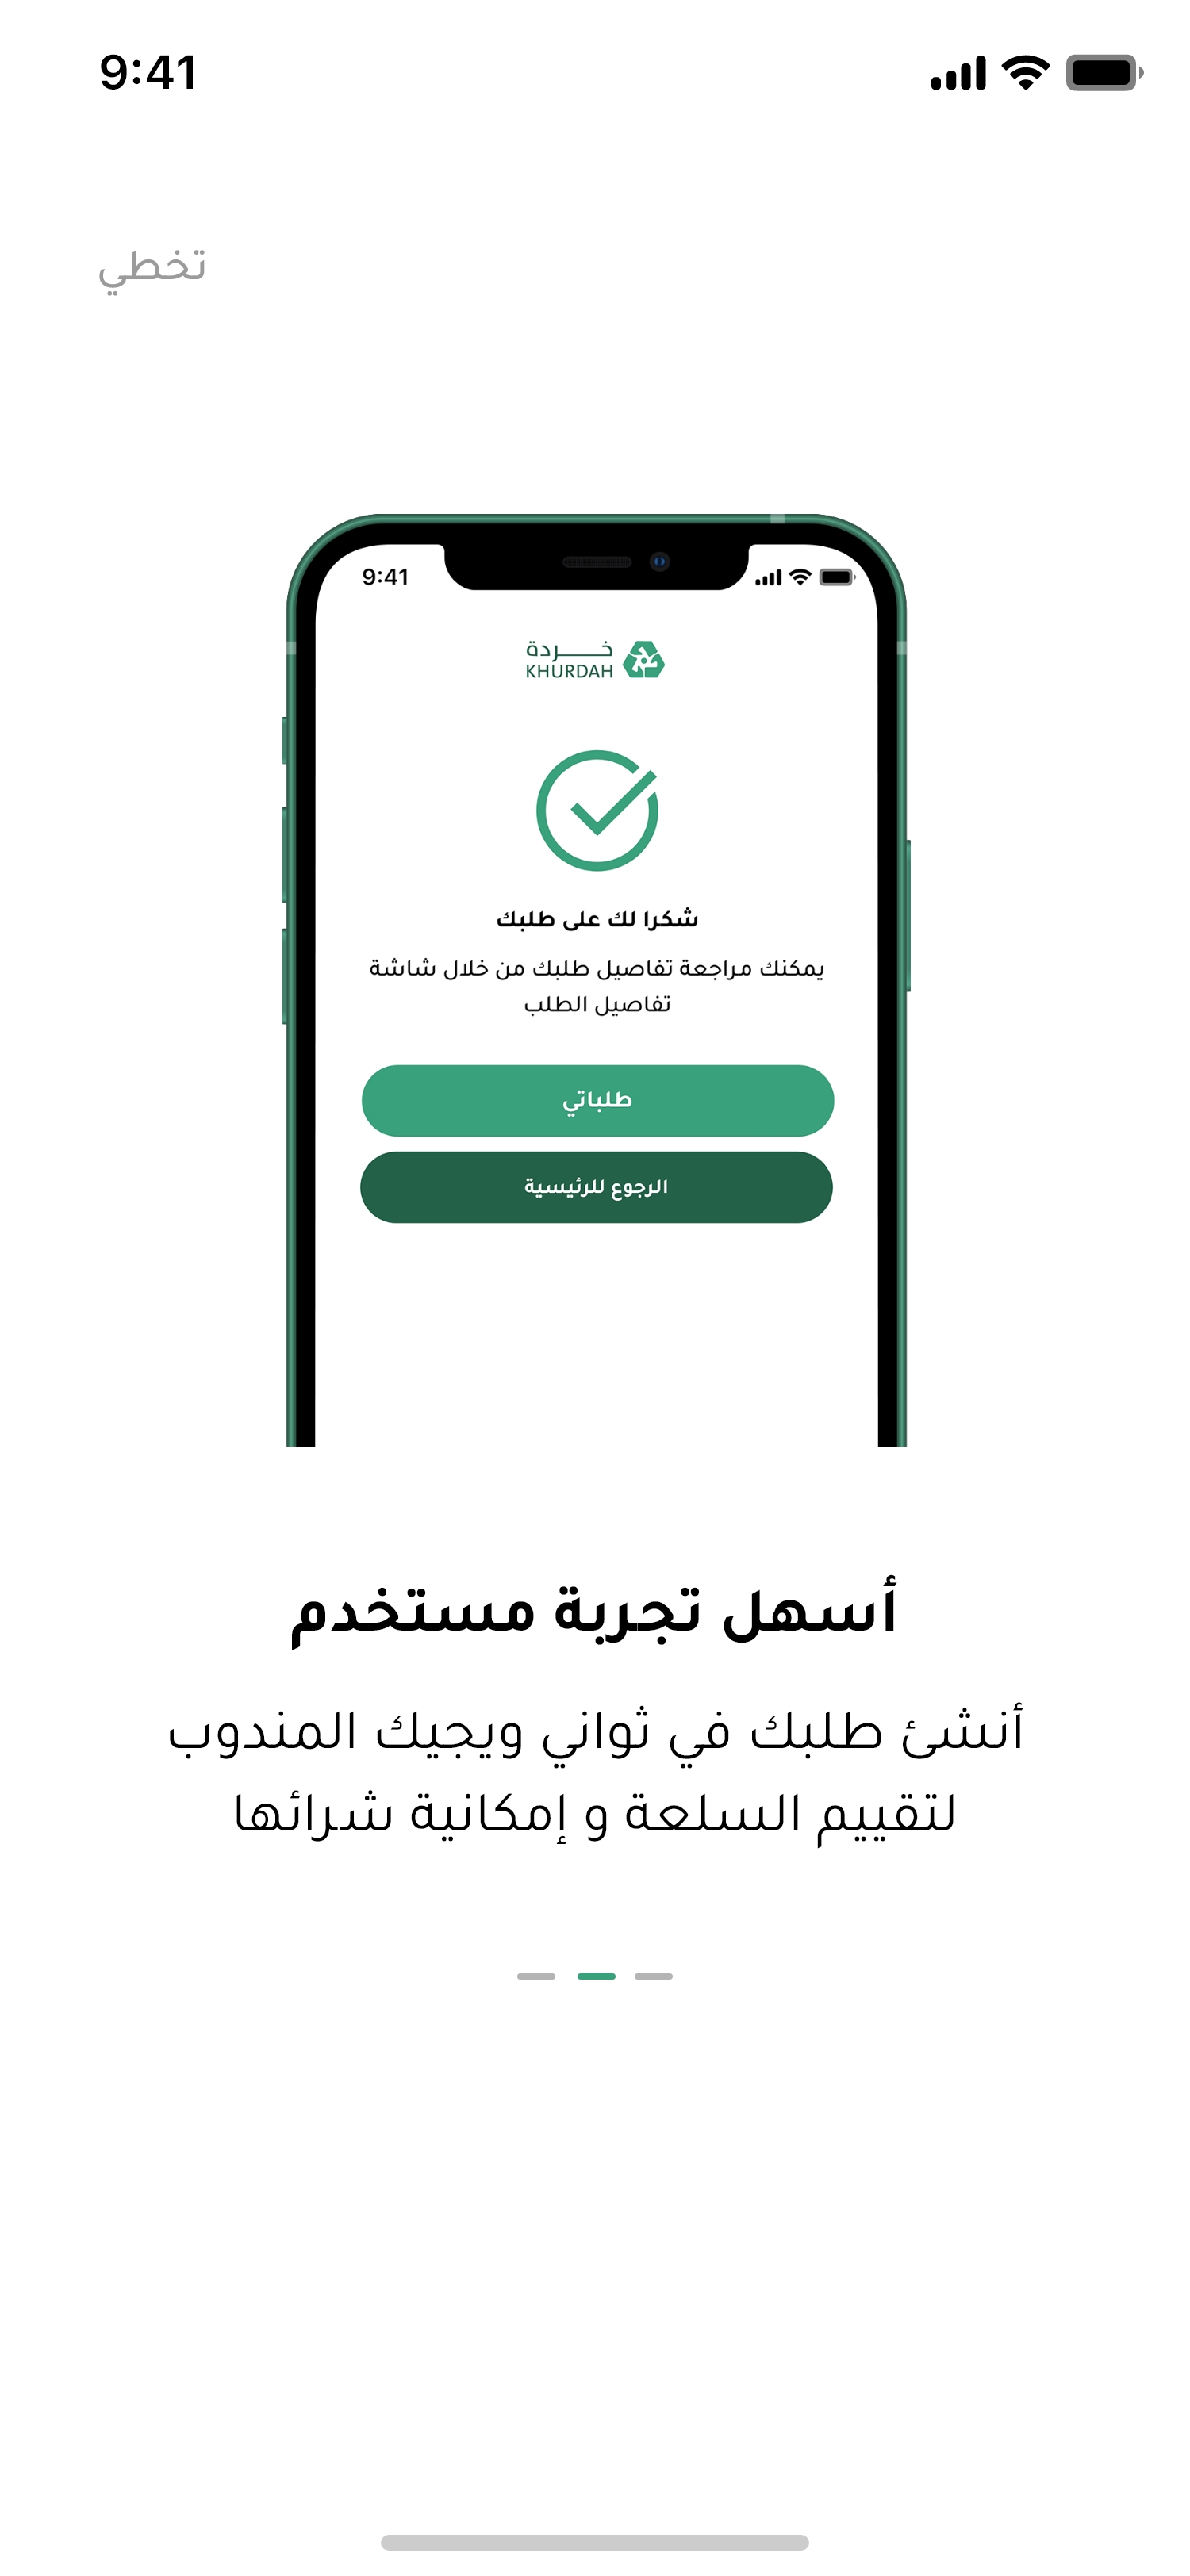 9:41
تخطي
9:41
خـــردة
KHURDAH
شكرا لك على طلبك
يمكنك مراجعة تفاصيل طلبك من خلال شاشة
تفاصيل الطلب
طلباتي
الرجوع للرئيسية
أسهل تجربة مستخدم
أنشئ طلبك في ثواني ويجيك المندوب
لتقييم السلعة و إمكانية شرائها